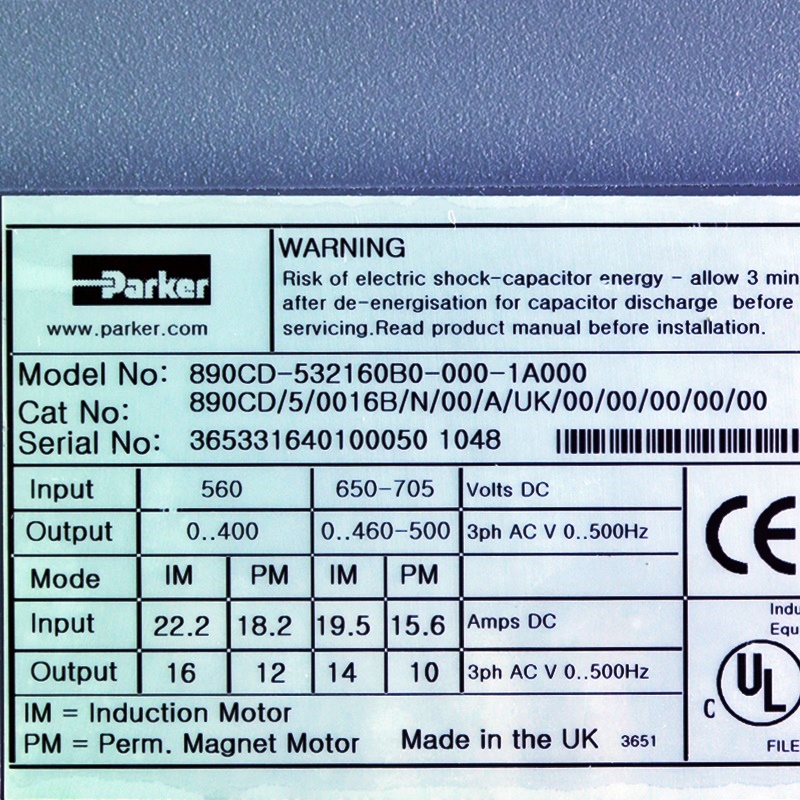 Parker
www.parker.com
WARNING
Risk of electric shock-capacitor energy - allow 3 min
after de-energisation for capacitor discharge before
servicing.Read product manual before installation.
Model No: 890CD-532160B0-000-1A000
Cat No: 890CD/5/0016B/N/00/A/UK/00/00/00/00/00
Serial No: 365331640100050 1048
Input 560 650-705 Volts DC
Output 0..400 0..460-500 3ph AC V 0..500Hz
Mode IM PM IM PM
Input 22.2 18.2 19.5 15.6 Amps DC
Output 16 12 14 10 3ph AC V 0..500Hz
IM = Induction Motor
PM = Perm. Magnet Motor Made in the UK 3651
CE
Indu
Equ
C UL
FILE